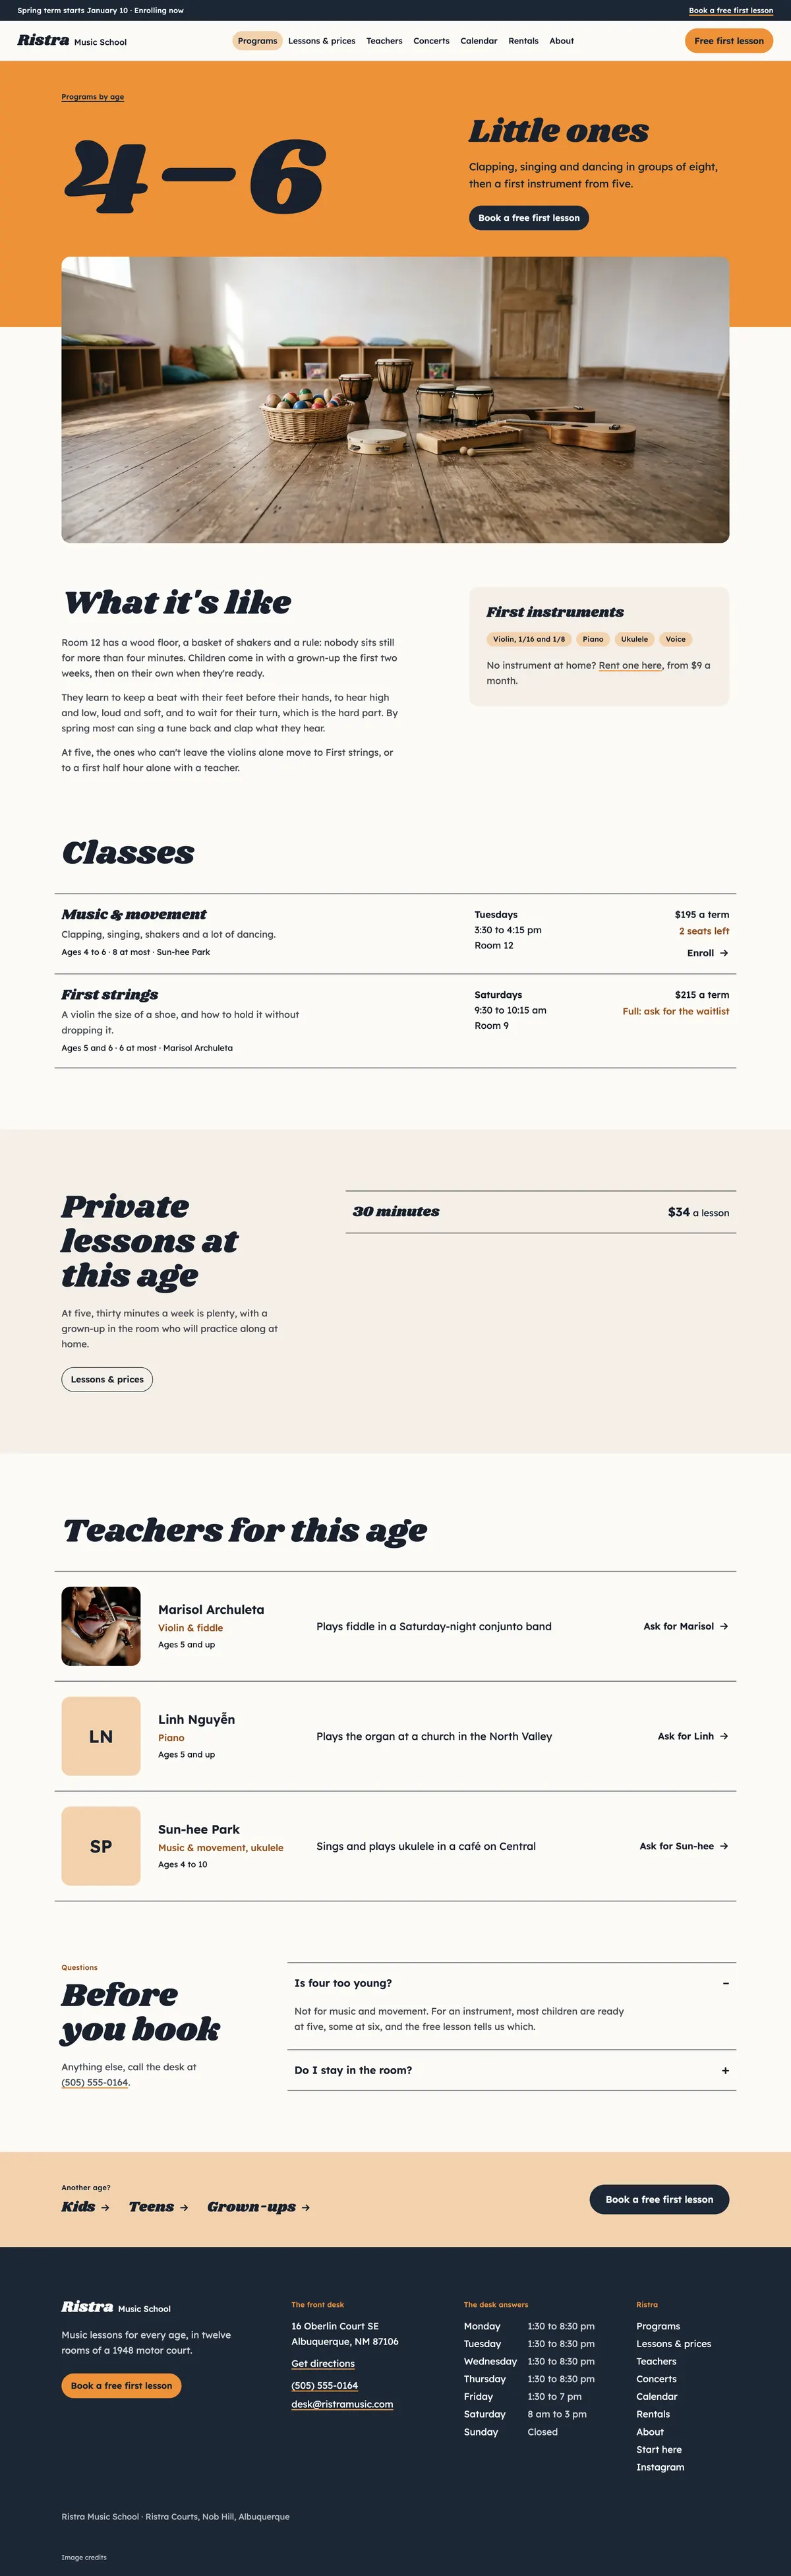 Spring term starts January 10 · Enrolling now
Book a free first lesson
Ristra Music School
Programs
Lessons & prices
Teachers
Concerts
Calendar
Rentals
About
Free first lesson
Programs by age
4–6
Little ones
Clapping, singing and dancing in groups of eight,
then a first instrument from five.
Book a free first lesson
What it's like
Room 12 has a wood floor, a basket of shakers and a rule: nobody sits still
for more than four minutes. Children come in with a grown-up the first two
weeks, then on their own when they're ready.
They learn to keep a beat with their feet before their hands, to hear high
and low, loud and soft, and to wait for their turn, which is the hard part. By
spring most can sing a tune back and clap what they hear.
At five, the ones who can't leave the violins alone move to First strings, or
to a first half hour alone with a teacher.
First instruments
Violin, 1/16 and 1/8
Piano
Ukulele
Voice
No instrument at home? Rent one here, from $9 a
month.
Classes
Music & movement
Clapping, singing, shakers and a lot of dancing.
Ages 4 to 6 · 8 at most · Sun-hee Park
Tuesdays
3:30 to 4:15 pm
Room 12
$195 a term
2 seats left
Enroll →
First strings
A violin the size of a shoe, and how to hold it without
dropping it.
Ages 5 and 6 · 6 at most · Marisol Archuleta
Saturdays
9:30 to 10:15 am
Room 9
$215 a term
Full: ask for the waitlist
Private
lessons at
this age
At five, thirty minutes a week is plenty, with a
grown-up in the room who will practice along at
home.
Lessons & prices
30 minutes
$34 a lesson
Teachers for this age
Marisol Archuleta
Violin & fiddle
Ages 5 and up
Plays fiddle in a Saturday-night conjunto band
Ask for Marisol →
LN
Linh Nguyễn
Piano
Ages 5 and up
Plays the organ at a church in the North Valley
Ask for Linh →
SP
Sun-hee Park
Music & movement, ukulele
Ages 4 to 10
Sings and plays ukulele in a café on Central
Ask for Sun-hee →
Questions
Before
you book
Anything else, call the desk at
(505) 555-0164.
Is four too young? −
Not for music and movement. For an instrument, most children are ready
at five, some at six, and the free lesson tells us which.
Do I stay in the room? +
Another age?
Kids →
Teens →
Grown-ups →
Book a free first lesson
Ristra Music School
Music lessons for every age, in twelve
rooms of a 1948 motor court.
Book a free first lesson
The front desk
16 Oberlin Court SE
Albuquerque, NM 87106
Get directions
(505) 555-0164
desk@ristramusic.com
The desk answers
Monday 1:30 to 8:30 pm
Tuesday 1:30 to 8:30 pm
Wednesday 1:30 to 8:30 pm
Thursday 1:30 to 8:30 pm
Friday 1:30 to 7 pm
Saturday 8 am to 3 pm
Sunday Closed
Ristra
Programs
Lessons & prices
Teachers
Concerts
Calendar
Rentals
About
Start here
Instagram
Ristra Music School · Ristra Courts, Nob Hill, Albuquerque
Image credits